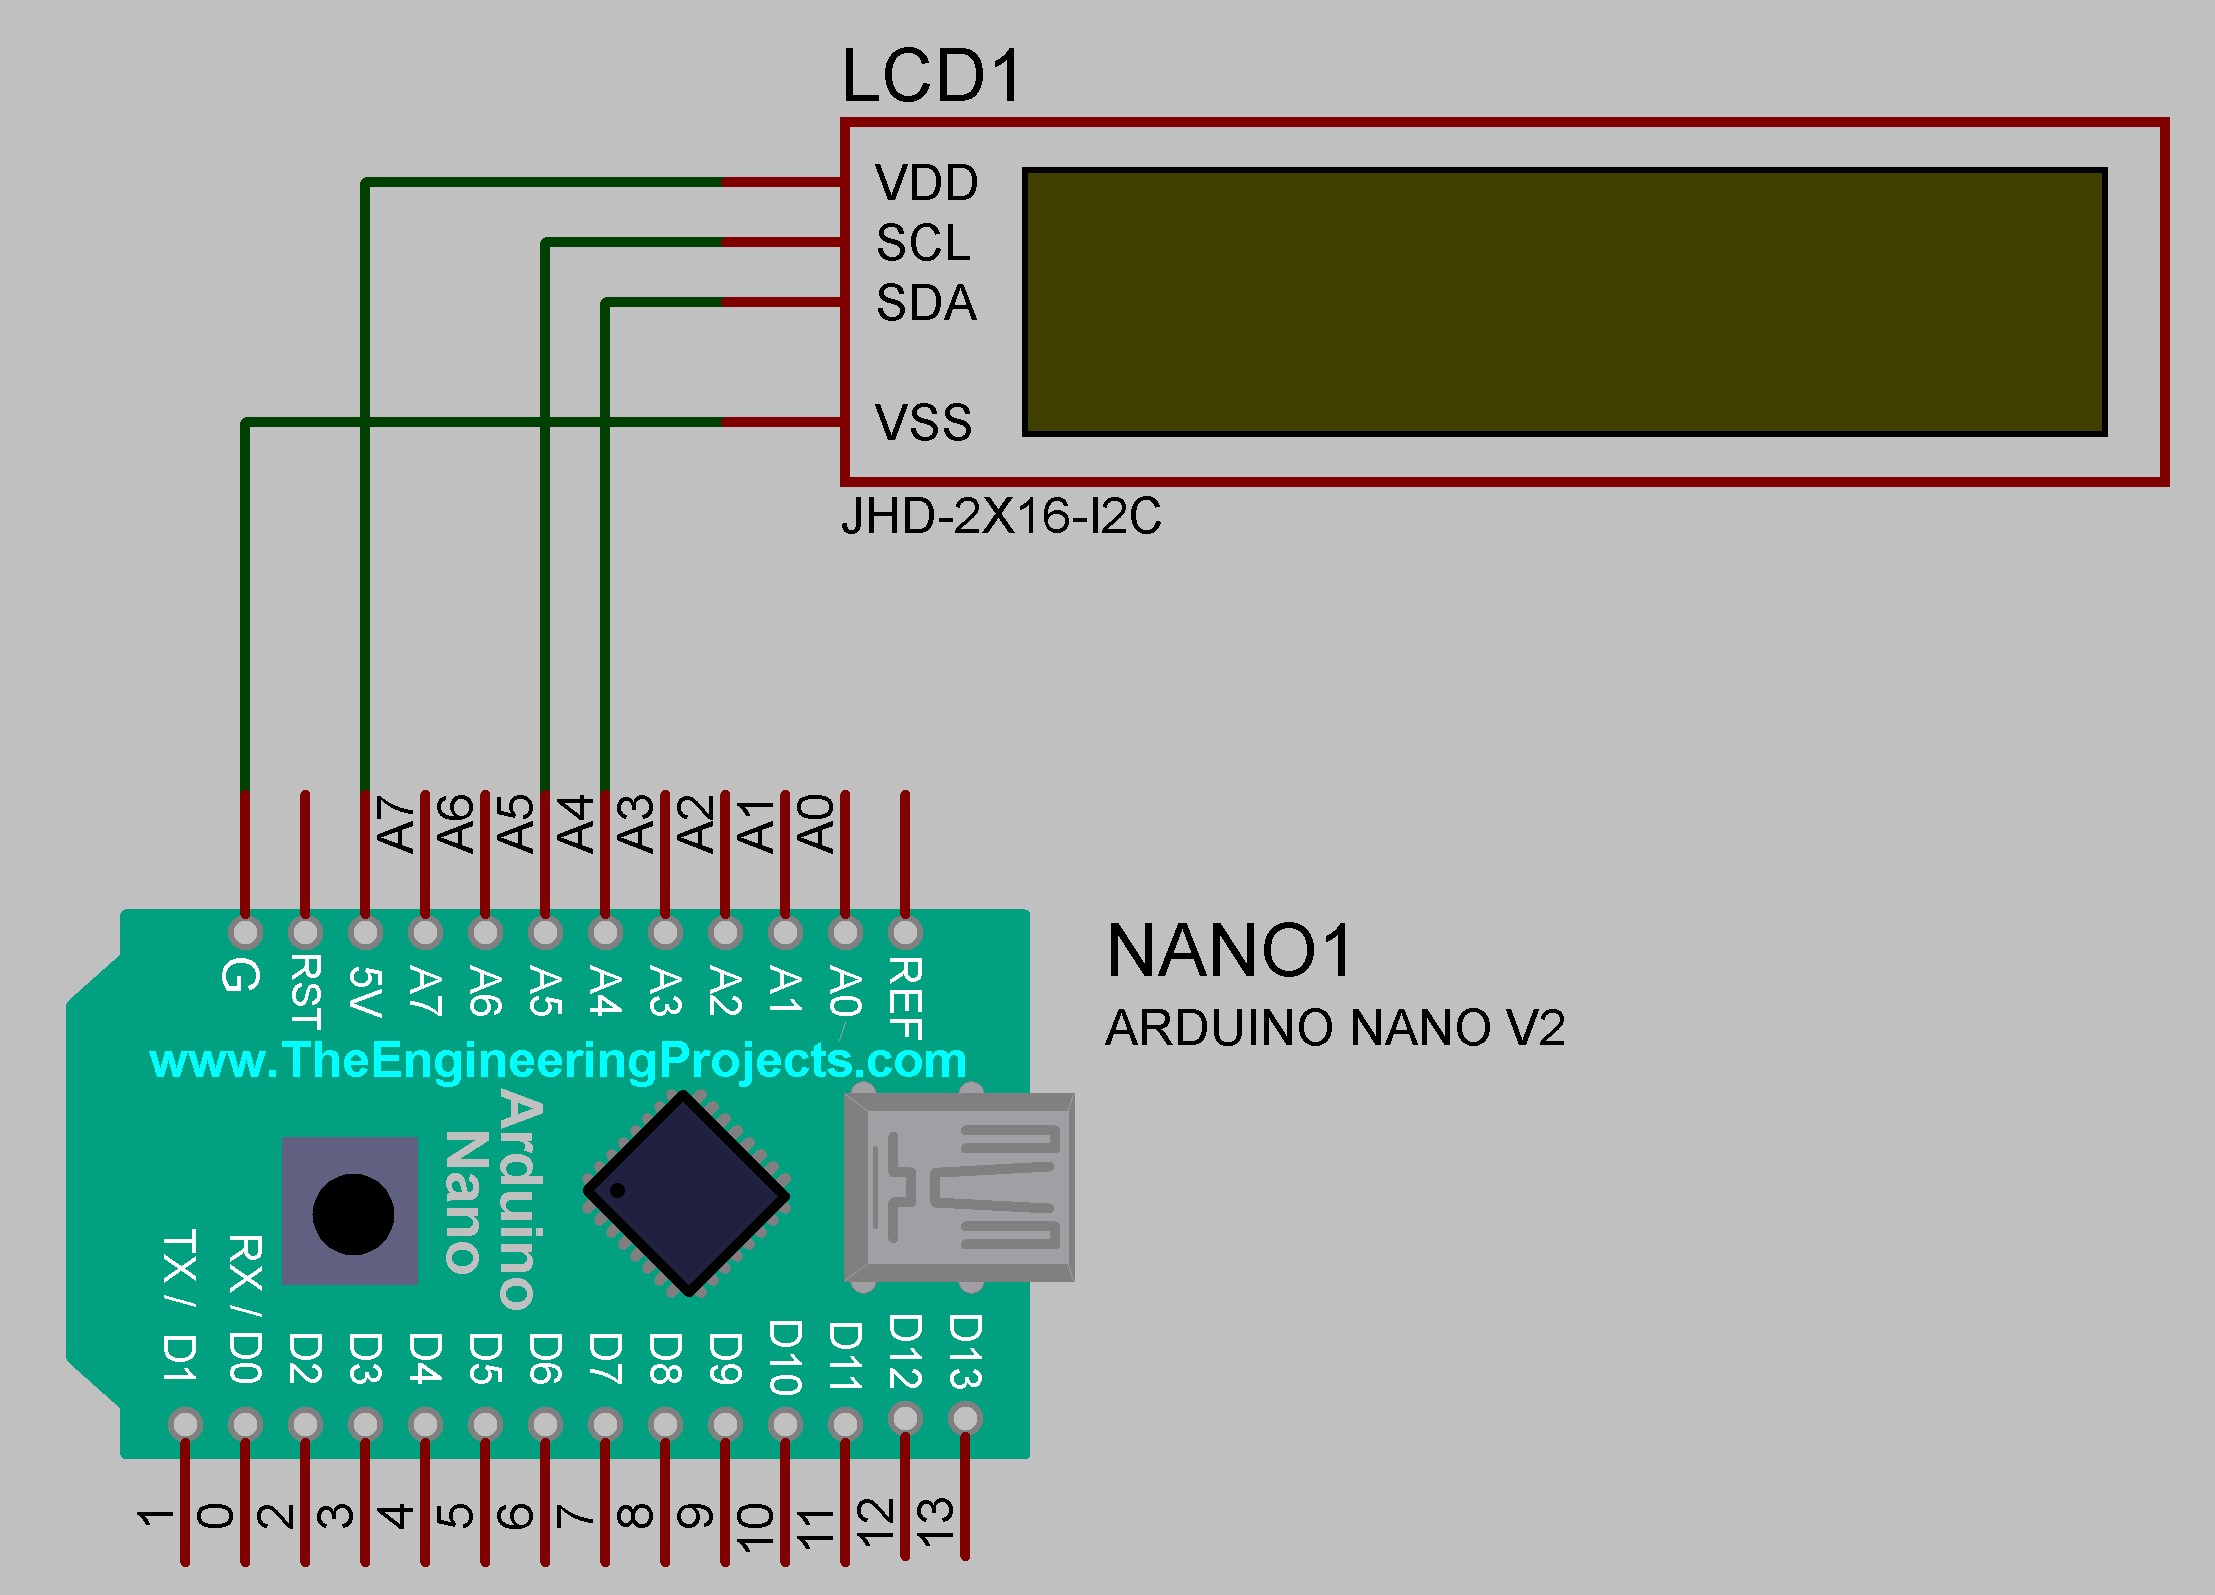 LCD1
VDD
SCL
SDA
VSS
JHD-2X16-I2C
A7 A6 A5 A4 A3 A2 A1 A0
G RST 5V A7 A6 A5 A4 A3 A2 A1 A0 REF
NANO1
ARDUINO NANO V2
www.TheEngineeringProjects.com
Arduino
Nano
TX / D1 RX / D0 D2 D3 D4 D5 D6 D7 D8 D9 D10 D11 D12 D13
1 0 2 3 4 5 6 7 8 9 10 11 12 13